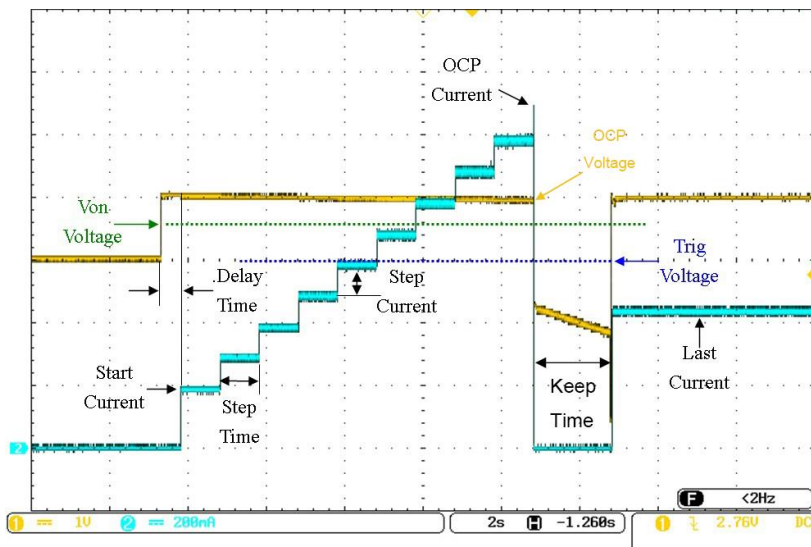 OCP
Current
OCP
Voltage
Von
Voltage
Trig
Voltage
Delay
Time
Step
Current
Start
Current
Step
Time
Keep
Time
Last
Current
2
F <2Hz
1 1V 2 200mA 2s H -1.260s 1 2.76V DC